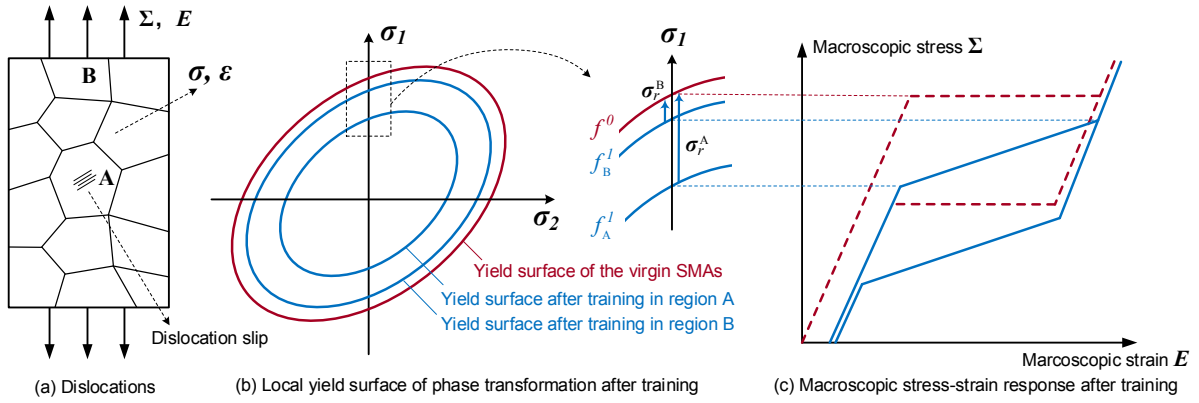 Σ, E
B
σ, ε
A
Dislocation slip
(a) Dislocations
σ1
σ2
Yield surface of the virgin SMAs
Yield surface after training in region A
Yield surface after training in region B
σ1
σrB
f0
fB1
σrA
fA1
(b) Local yield surface of phase transformation after training
Macroscopic stress Σ
Marcoscopic strain E
(c) Macroscopic stress-strain response after training